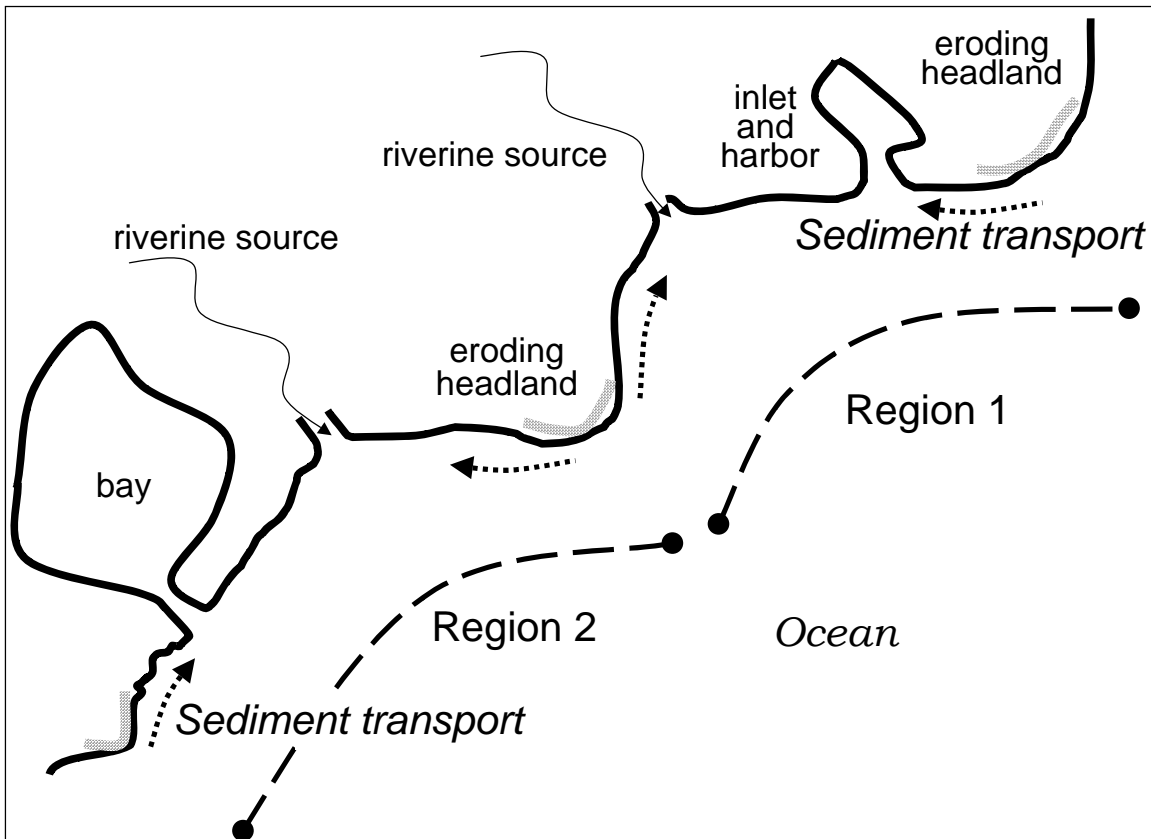 eroding
headland
inlet
and
harbor
riverine source
Sediment transport
riverine source
eroding
headland
Region 1
bay
Region 2
Ocean
Sediment transport